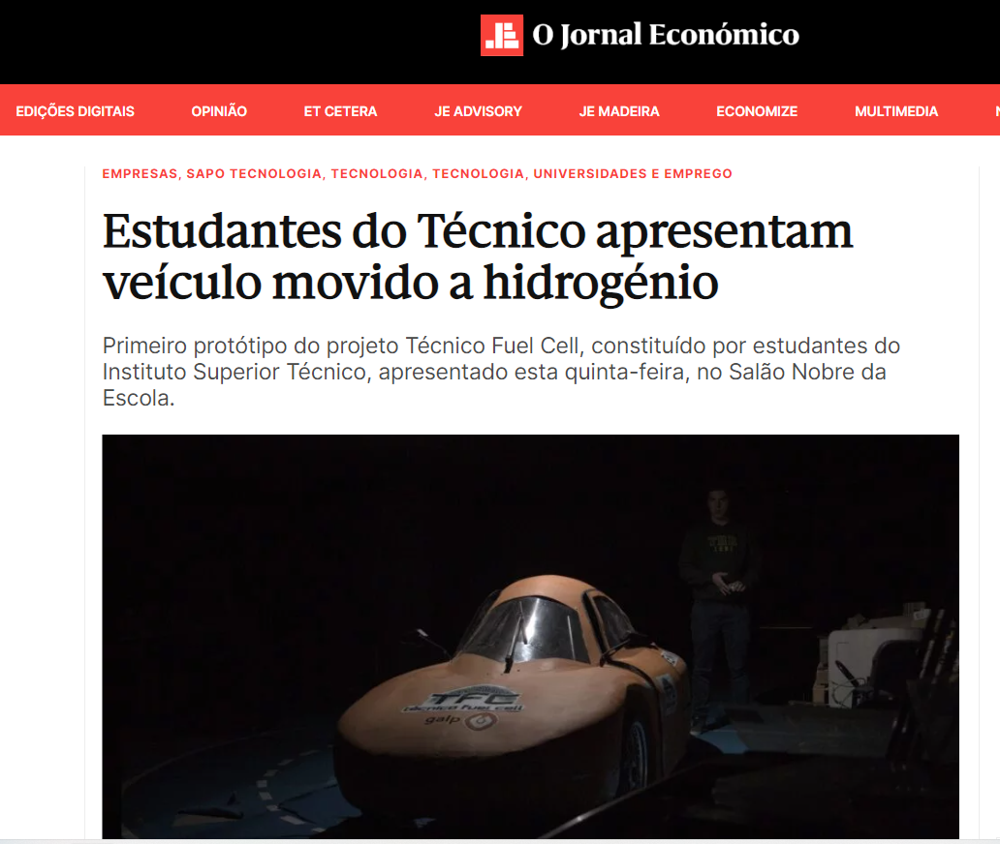 O Jornal Económico
EDIÇÕES DIGITAIS OPINIÃO ET CETERA JE ADVISORY JE MADEIRA ECONOMIZE MULTIMEDIA
EMPRESAS, SAPO TECNOLOGIA, TECNOLOGIA, TECNOLOGIA, UNIVERSIDADES E EMPREGO
Estudantes do Técnico apresentam
veículo movido a hidrogénio
Primeiro protótipo do projeto Técnico Fuel Cell, constituído por estudantes do
Instituto Superior Técnico, apresentado esta quinta-feira, no Salão Nobre da
Escola.
TFC
técnico fuel cell
galp